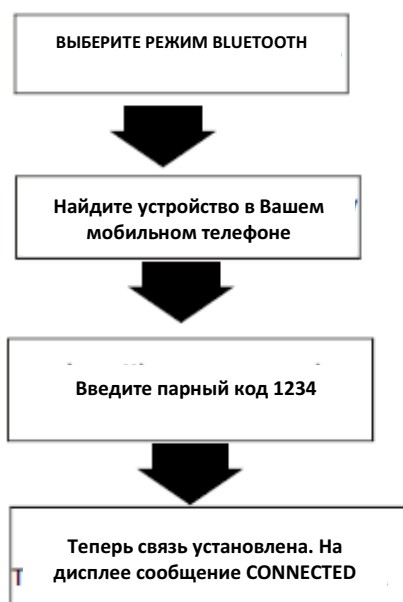 ВЫБЕРИТЕ РЕЖИМ BLUETOOTH
Найдите устройство в Вашем
мобильном телефоне
Введите парный код 1234
Теперь связь установлена. На
дисплее сообщение CONNECTED